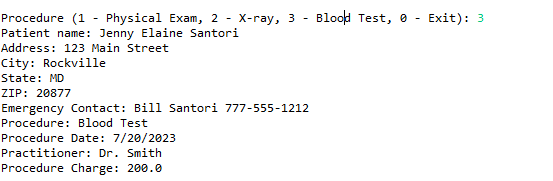 Procedure (1 - Physical Exam, 2 - X-ray, 3 - Blood Test, 0 - Exit): 3
Patient name: Jenny Elaine Santori
Address: 123 Main Street
City: Rockville
State: MD
ZIP: 20877
Emergency Contact: Bill Santori 777-555-1212
Procedure: Blood Test
Procedure Date: 7/20/2023
Practitioner: Dr. Smith
Procedure Charge: 200.0